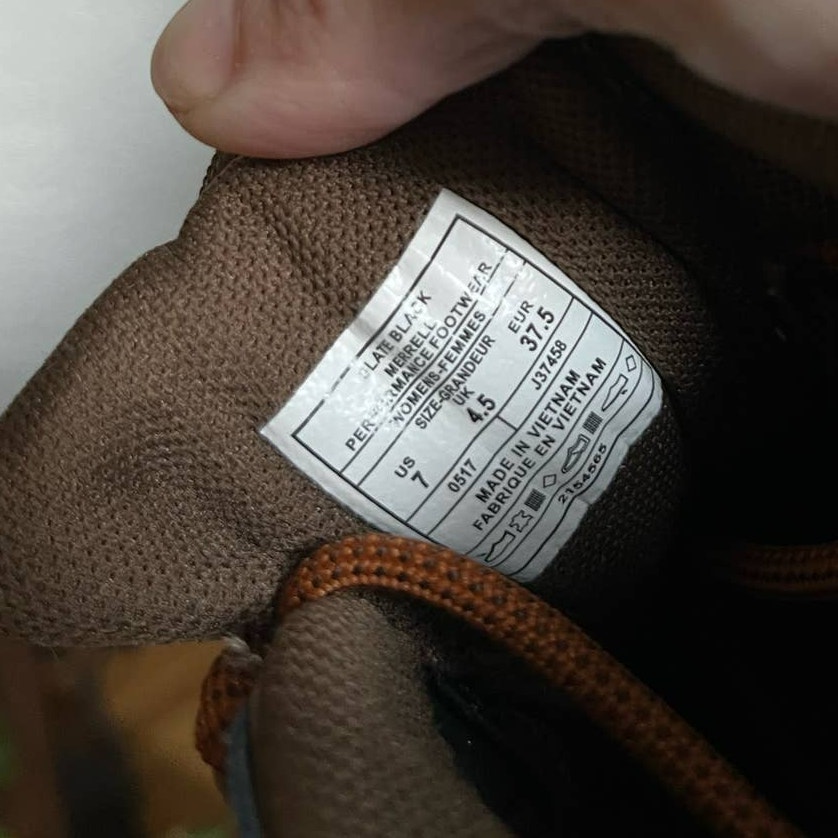 SLATE BLACK
MERRELL
PERFORMANCE FOOTWEAR
WOMENS-FEMMES
SIZE-GRANDEUR
US UK EUR
7 4.5 37.5
0517 J37458
MADE IN VIETNAM
FABRIQUE EN VIETNAM
2154565